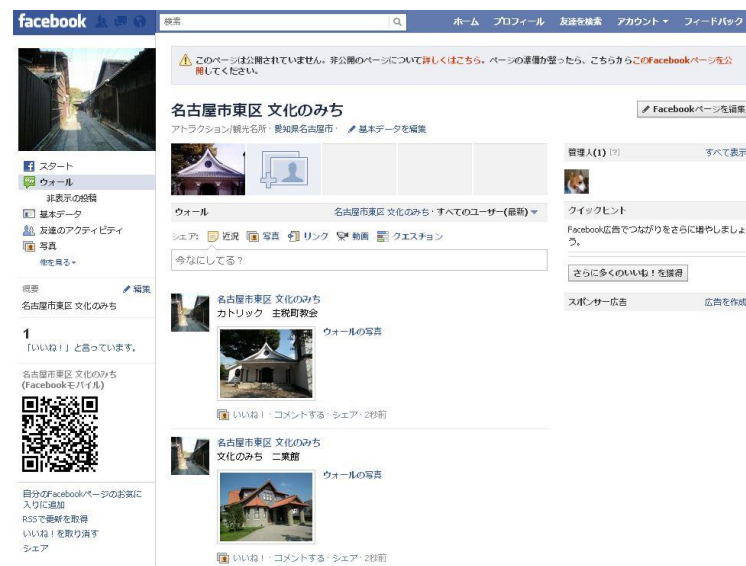 facebook
検索
ホーム プロフィール 友達を検索 アカウント フィードバック
このページは公開されていません。非公開のページについて詳しくはこちら。ページの準備が整ったら、こちらからこのFacebookページを公
開してください。
名古屋市東区 文化のみち
Facebookページを編集
アトラクション/観光名所・愛知県名古屋市・ 基本データを編集
スタート
ウォール
非表示の投稿
基本データ
友達のアクティビティ
写真
他を見る
概要 編集
名古屋市東区 文化のみち
1
「いいね！」と言っています。
名古屋市東区 文化のみち
(Facebookモバイル)
自分のFacebookページのお気に
入りに追加
RSSで更新を取得
いいね！を取り消す
シェア
ウォール 名古屋市東区 文化のみち・すべてのユーザー(最新)
シェア: 近況 写真 リンク 動画 クエスチョン
今なにしてる？
名古屋市東区 文化のみち
カトリック 主税町教会
ウォールの写真
いいね！・コメントする・シェア・2秒前
名古屋市東区 文化のみち
文化のみち 二葉館
ウォールの写真
いいね！・コメントする・シェア・2秒前
管理人(1) [?] すべて表示
クイックヒント
Facebook広告でつながりをさらに増やしましょ
う。
さらに多くのいいね！を獲得
スポンサー広告 広告を作成